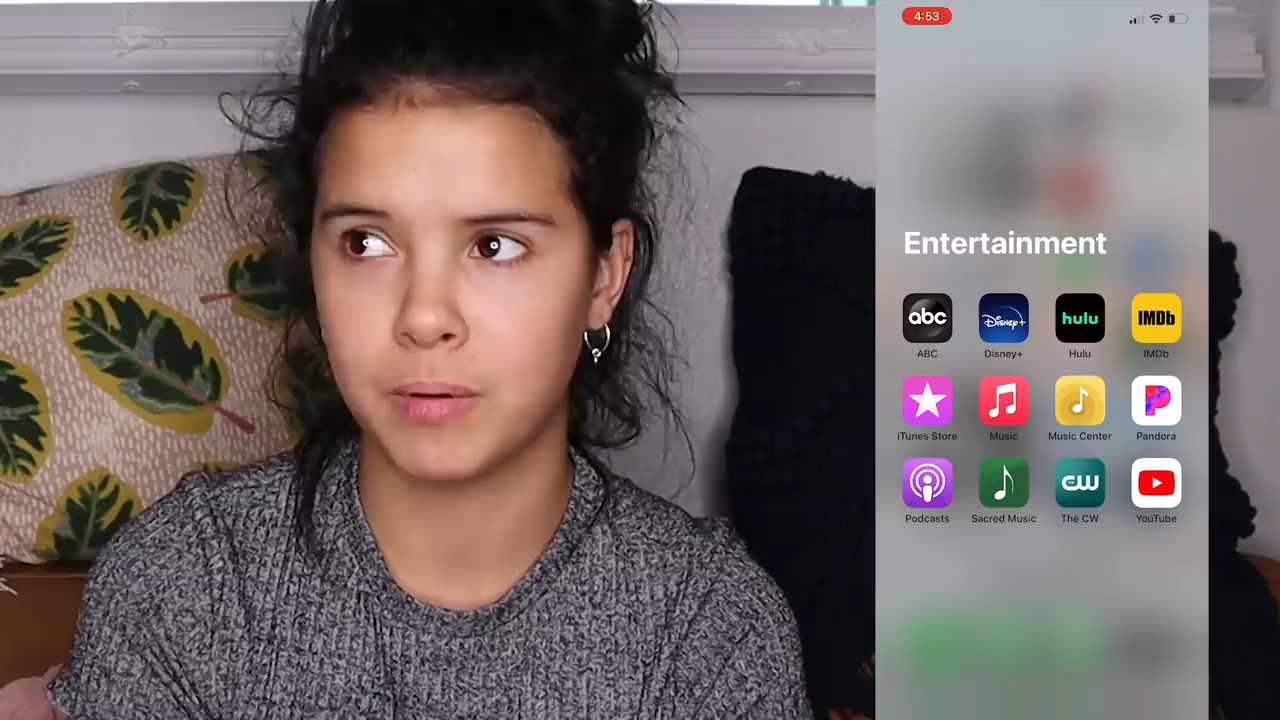 4:53
Entertainment
abc Disney+ hulu IMDb
ABC Disney+ Hulu IMDb
iTunes Store Music Music Center Pandora
CW
Podcasts Sacred Music The CW YouTube